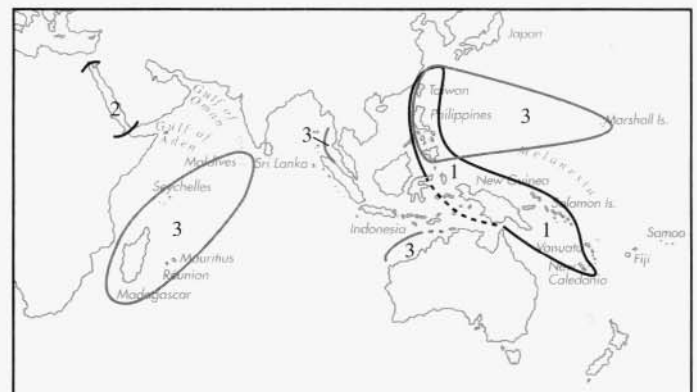 Japan
Taiwan
Philippines
3
Marshall Is.
2
Gulf of
Oman
Gulf of
Aden
3
Maldives
Sri Lanka
1
Melanesia
New Guinea
Seychelles
Solomon Is.
3
Indonesia
1
Mauritius
Réunion
3
Vanuatu
Samoa
Fiji
New
Caledonia
Madagascar